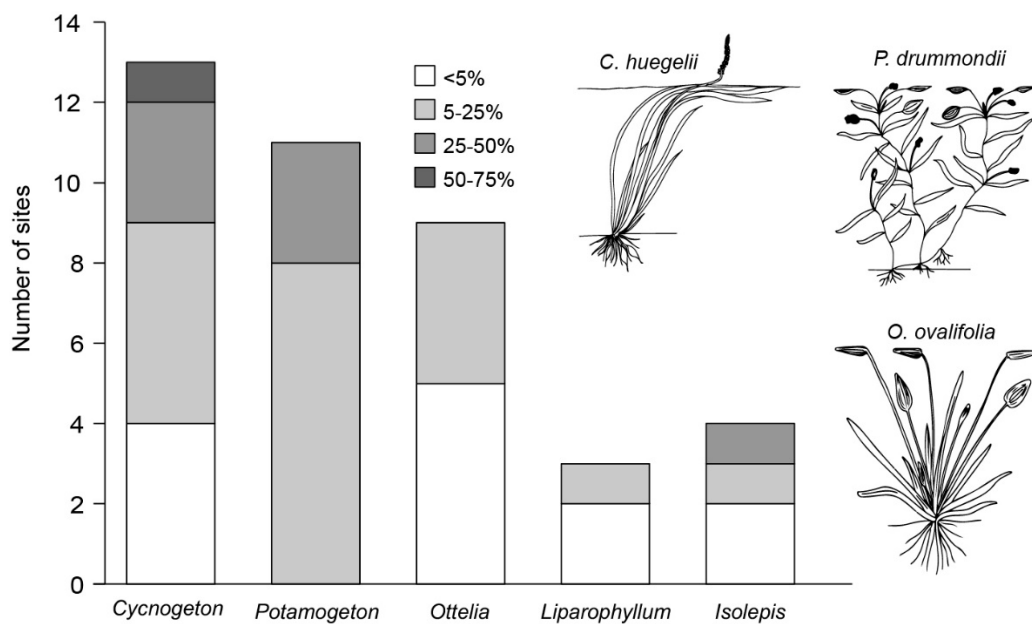 14
12
10
8
6
4
2
0
Number of sites
<5%
5-25%
25-50%
50-75%
C. huegelii
P. drummondii
O. ovalifolia
Cycnogeton
Potamogeton
Ottelia
Liparophyllum
Isolepis